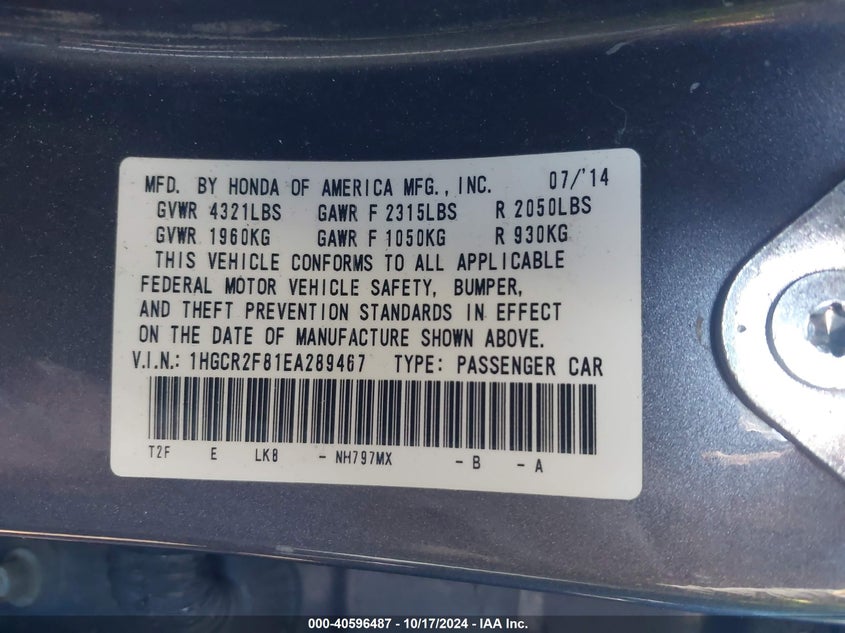 MFD. BY HONDA OF AMERICA MFG., INC. 07/'14
GVWR 4321LBS GAWR F 2315LBS R 2050LBS
GVWR 1960KG GAWR F 1050KG R 930KG
THIS VEHICLE CONFORMS TO ALL APPLICABLE
FEDERAL MOTOR VEHICLE SAFETY, BUMPER,
AND THEFT PREVENTION STANDARDS IN EFFECT
ON THE DATE OF MANUFACTURE SHOWN ABOVE.
V.I.N.: 1HGCR2F81EA289467 TYPE: PASSENGER CAR
T2F E LK8 - NH797MX - B - A
000-40596487 - 10/17/2024 - IAA Inc.